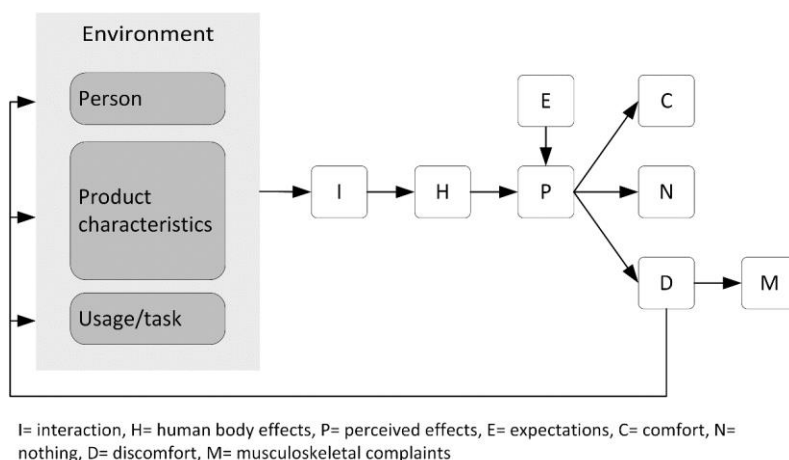 Environment
Person
Product
characteristics
Usage/task
I
H
E
P
C
N
D
M
I= interaction, H= human body effects, P= perceived effects, E= expectations, C= comfort, N=
nothing, D= discomfort, M= musculoskeletal complaints